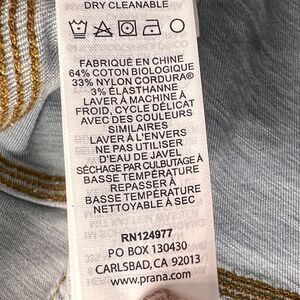 DRY CLEANABLE
FABRIQUÉ EN CHINE
64% COTON BIOLOGIQUE
33% NYLON CORDURA®
3% ÉLASTHANNE
LAVER À MACHINE À
FROID, CYCLE DÉLICAT
AVEC DES COULEURS
SIMILAIRES
LAVER À L'ENVERS
NE PAS UTILISER
D'EAU DE JAVEL
SÉCHAGE PAR CULBUTAGE À
BASSE TEMPÉRATURE
REPASSER À
BASSE TEMPÉRATURE
NETTOYABLE À SEC
RN124977
PO BOX 130430
CARLSBAD, CA 92013
www.prana.com